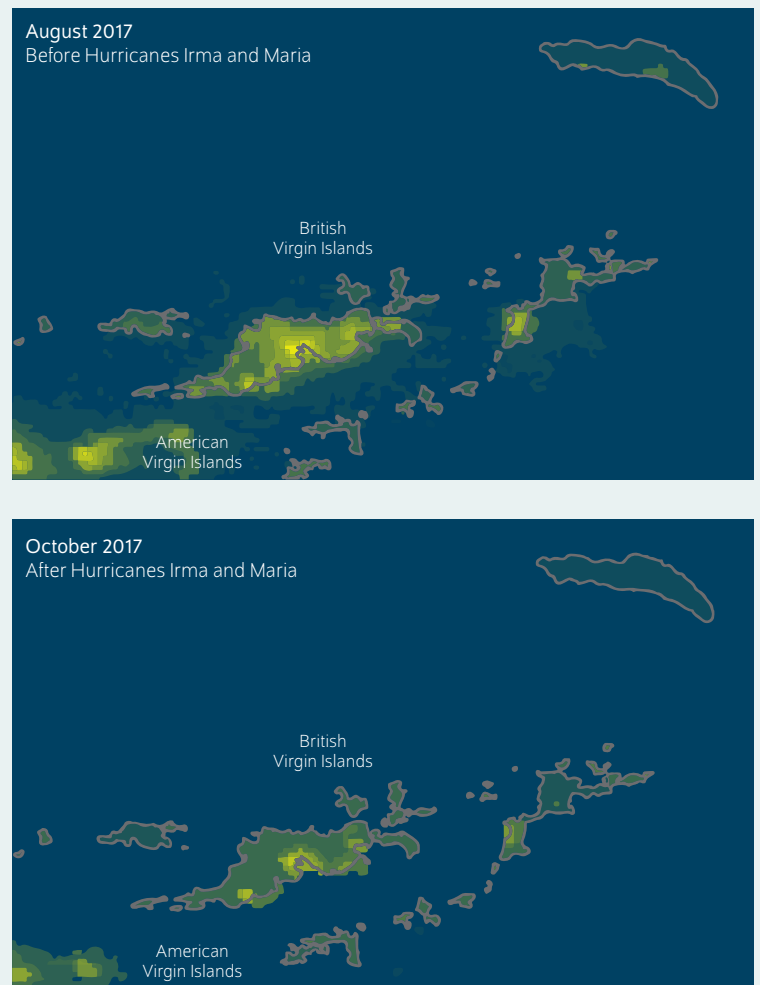 August 2017
Before Hurricanes Irma and Maria
British
Virgin Islands
American
Virgin Islands
October 2017
After Hurricanes Irma and Maria
British
Virgin Islands
American
Virgin Islands